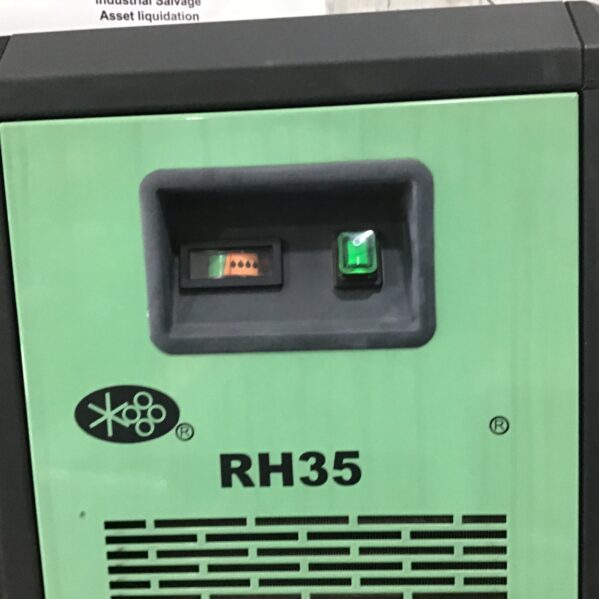 Industrial Salvage
Asset liquidation
®
®
RH35